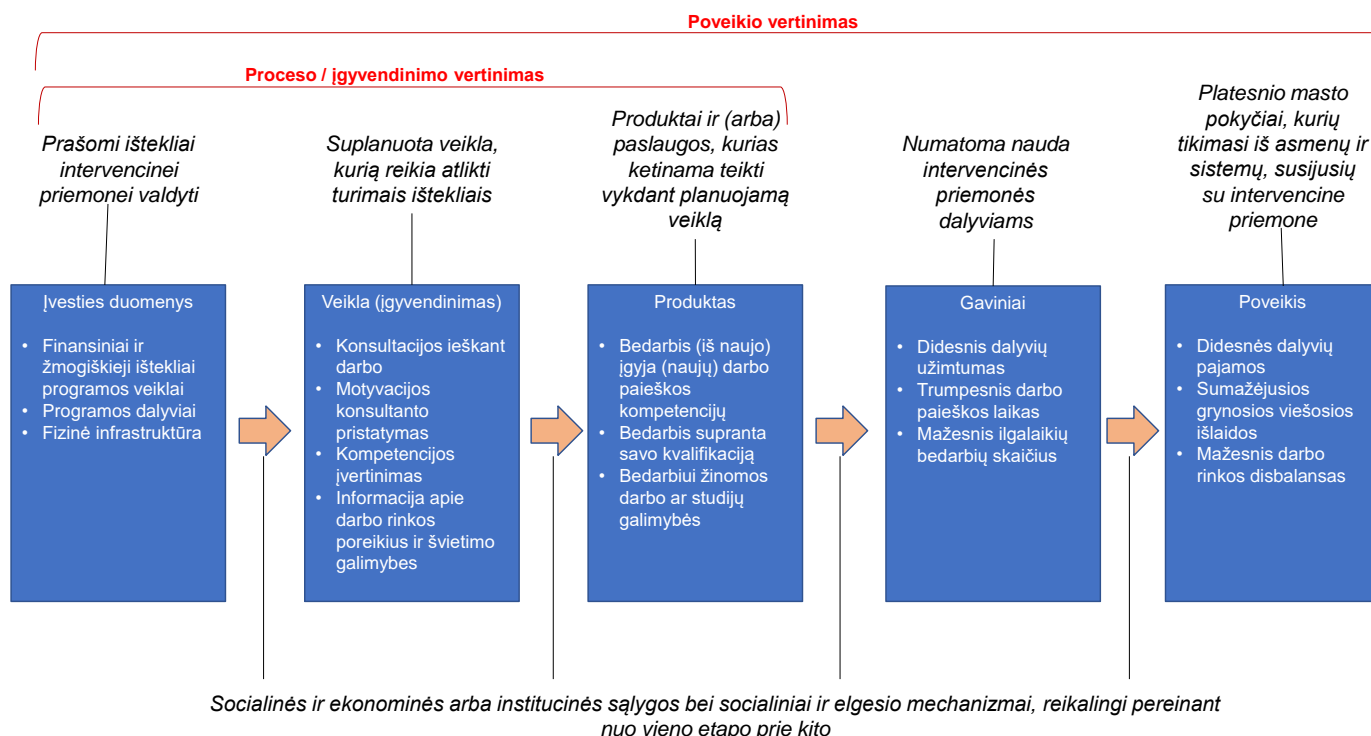 Poveikio vertinimas
Proceso / įgyvendinimo vertinimas
Prašomi ištekliai
intervencinei
priemonei valdyti
Suplanuota veikla,
kurią reikia atlikti
turimais ištekliais
Produktai ir (arba)
paslaugos, kurias
ketinama teikti
vykdant planuojamą
veiklą
Numatoma nauda
intervencinės
priemonės
dalyviams
Platesnio masto
pokyčiai, kurių
tikimasi iš asmenų ir
sistemų, susijusių
su intervencine
priemone
Įvesties duomenys
• Finansiniai ir
žmogiškieji ištekliai
programos veiklai
• Programos dalyviai
• Fizinė infrastruktūra
Veikla (įgyvendinimas)
• Konsultacijos ieškant
darbo
• Motyvacijos
konsultanto
pristatymas
• Kompetencijos
įvertinimas
• Informacija apie
darbo rinkos
poreikius ir švietimo
galimybes
Produktas
• Bedarbis (iš naujo)
įgyja (naujų) darbo
paieškos
kompetencijų
• Bedarbis supranta
savo kvalifikaciją
• Bedarbiui žinomos
darbo ar studijų
galimybės
Gaviniai
• Didesnis dalyvių
užimtumas
• Trumpesnis darbo
paieškos laikas
• Mažesnis ilgalaikių
bedarbių skaičius
Poveikis
• Didesnės dalyvių
pajamos
• Sumažėjusios
grynosios viešosios
išlaidos
• Mažesnis darbo
rinkos disbalansas
Socialinės ir ekonominės arba institucinės sąlygos bei socialiniai ir elgesio mechanizmai, reikalingi pereinant
nuo vieno etapo prie kito